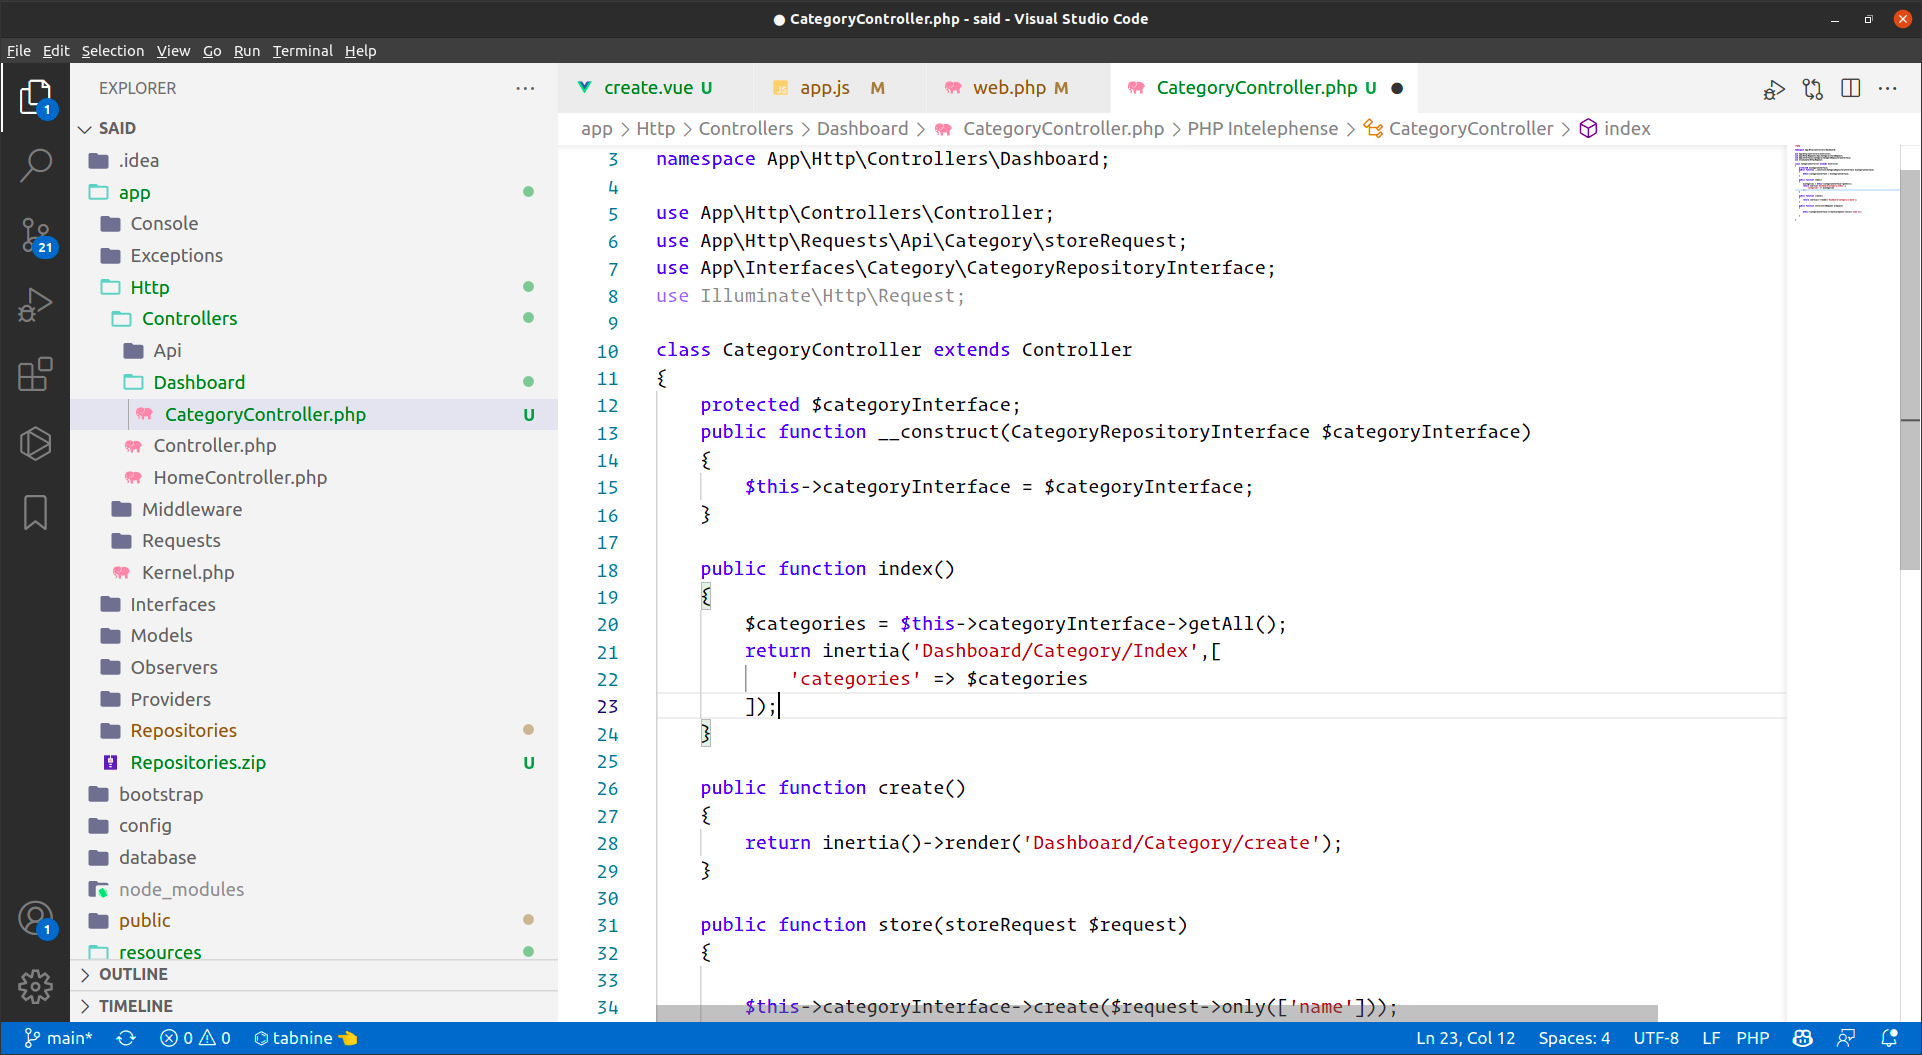 ● CategoryController.php - said - Visual Studio Code
File Edit Selection View Go Run Terminal Help
EXPLORER
create.vue U
app.js M
web.php M
CategoryController.php U
1
21
1
SAID
.idea
app
Console
Exceptions
Http
Controllers
Api
Dashboard
CategoryController.php U
Controller.php
HomeController.php
Middleware
Requests
Kernel.php
Interfaces
Models
Observers
Providers
Repositories
Repositories.zip U
bootstrap
config
database
node_modules
public
resources
OUTLINE
TIMELINE
app > Http > Controllers > Dashboard > CategoryController.php > PHP Intelephense > CategoryController > index
3 namespace App\Http\Controllers\Dashboard;
4
5 use App\Http\Controllers\Controller;
6 use App\Http\Requests\Api\Category\storeRequest;
7 use App\Interfaces\Category\CategoryRepositoryInterface;
8 use Illuminate\Http\Request;
9
10 class CategoryController extends Controller
11 {
12     protected $categoryInterface;
13     public function __construct(CategoryRepositoryInterface $categoryInterface)
14     {
15         $this->categoryInterface = $categoryInterface;
16     }
17
18     public function index()
19     {
20         $categories = $this->categoryInterface->getAll();
21         return inertia('Dashboard/Category/Index',[
22             'categories' => $categories
23         ]);
24     }
25
26     public function create()
27     {
28         return inertia()->render('Dashboard/Category/create');
29     }
30
31     public function store(storeRequest $request)
32     {
33
34         $this->categoryInterface->create($request->only(['name']));
main* 0 0 tabnine Ln 23, Col 12 Spaces: 4 UTF-8 LF PHP